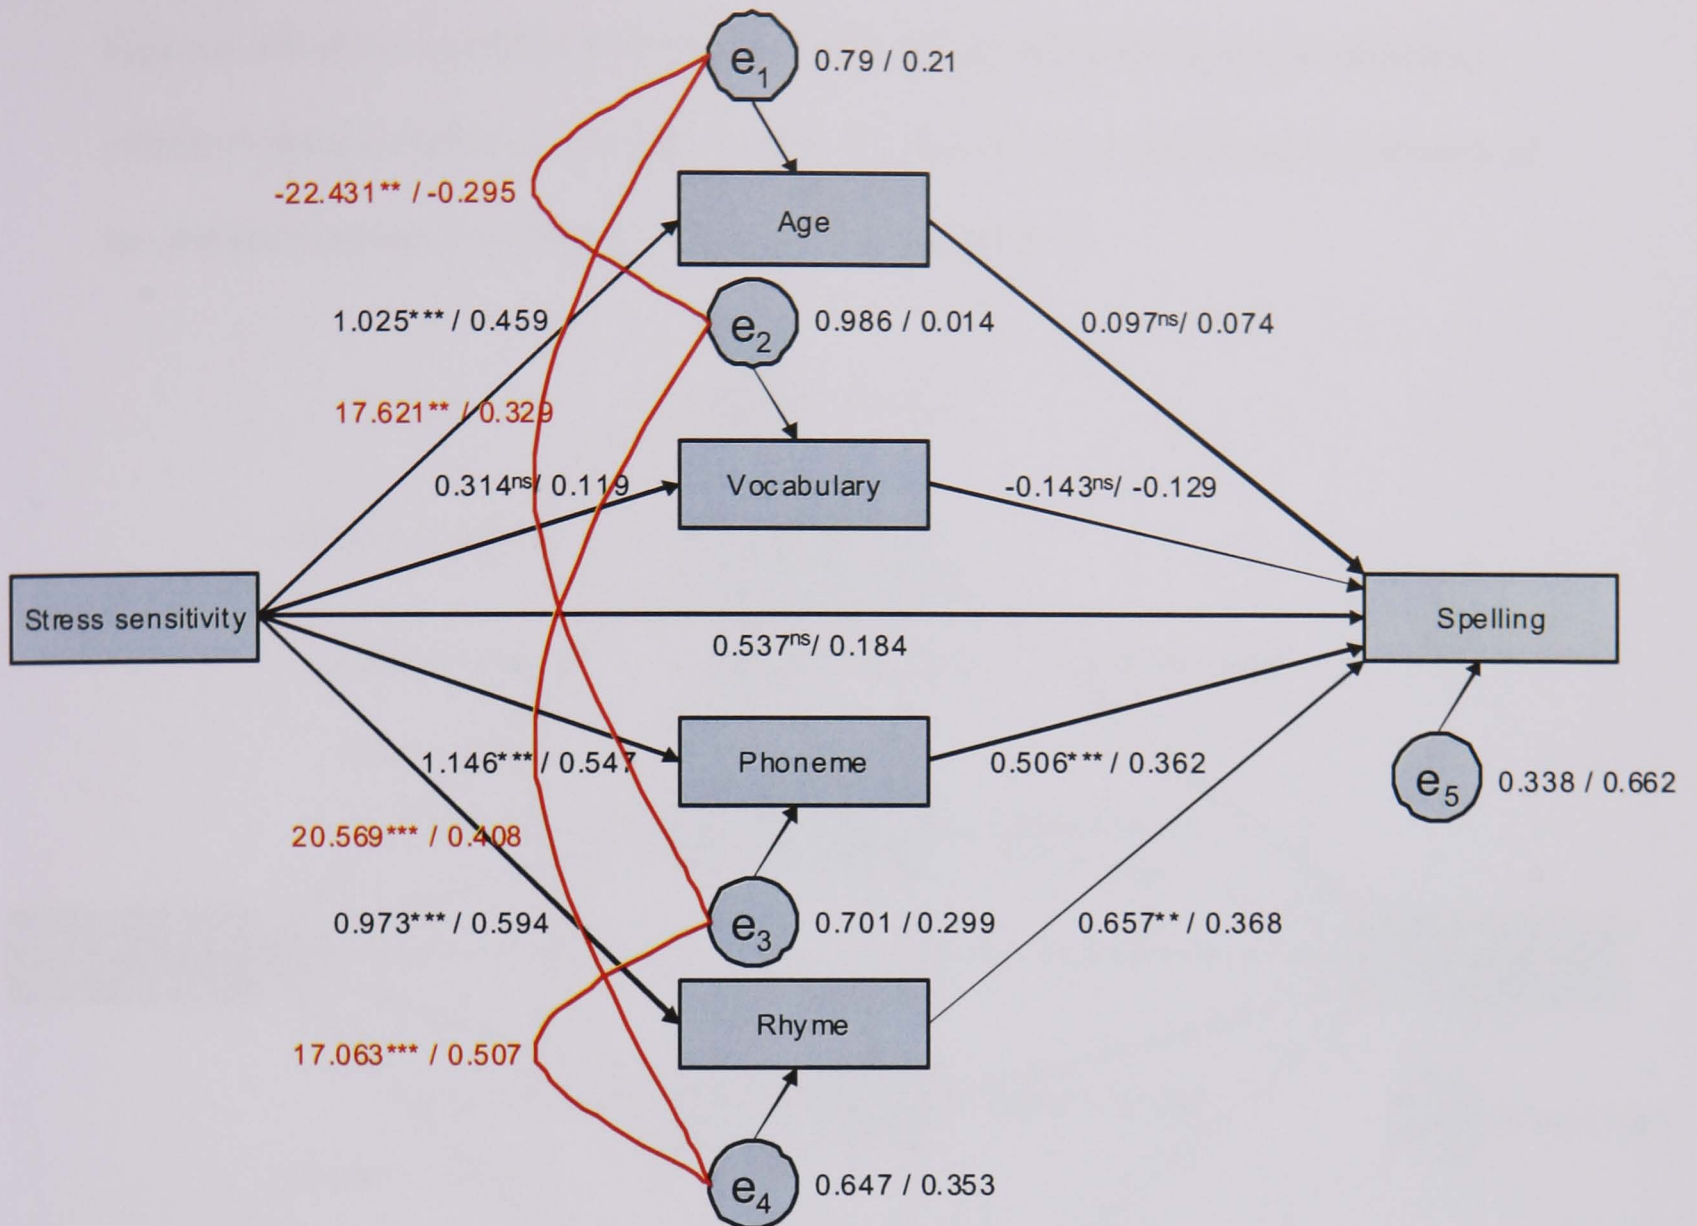 e1 0.79 / 0.21
-22.431** / -0.295
Age
1.025*** / 0.459
e2 0.986 / 0.014
0.097ns/ 0.074
17.621** / 0.329
0.314ns/ 0.119
Vocabulary
-0.143ns/ -0.129
Stress sensitivity
Spelling
0.537ns/ 0.184
1.146*** / 0.547
Phoneme
0.506*** / 0.362
e5 0.338 / 0.662
20.569*** / 0.408
0.973*** / 0.594
e3 0.701 / 0.299
0.657** / 0.368
17.063*** / 0.507
Rhyme
e4 0.647 / 0.353